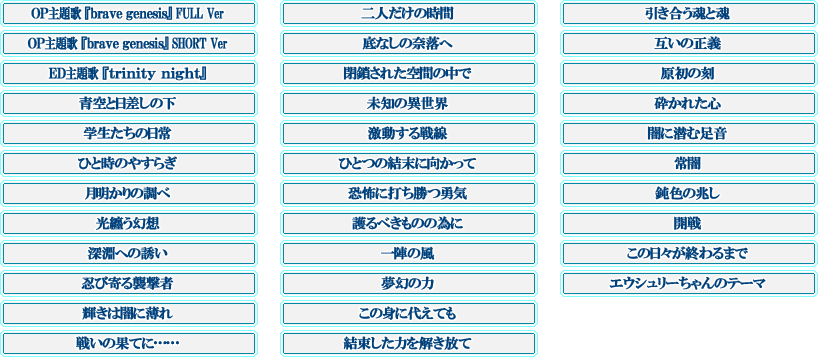 OP主題歌『brave genesis』FULL Ver
OP主題歌『brave genesis』SHORT Ver
ED主題歌『trinity night』
青空と日差しの下
学生たちの日常
ひと時のやすらぎ
月明かりの調べ
光纏う幻想
深淵への誘い
忍び寄る襲撃者
輝きは闇に薄れ
戦いの果てに……
二人だけの時間
底なしの奈落へ
閉鎖された空間の中で
未知の異世界
激動する戦線
ひとつの結末に向かって
恐怖に打ち勝つ勇気
護るべきものの為に
一陣の風
夢幻の力
この身に代えても
結束した力を解き放て
引き合う魂と魂
互いの正義
原初の刻
砕かれた心
闇に潜む足音
常闇
鈍色の兆し
開戦
この日々が終わるまで
エウシュリーちゃんのテーマ